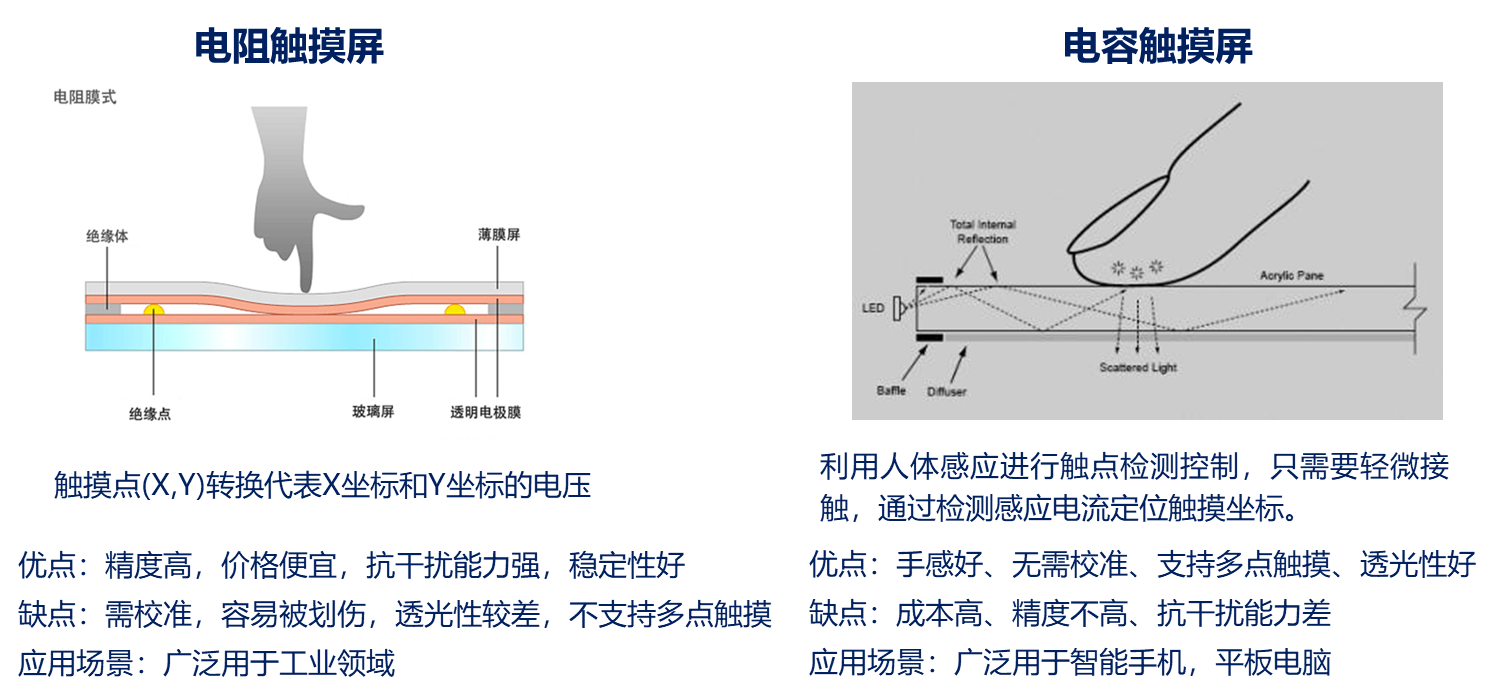 电阻触摸屏
电阻膜式
绝缘体
薄膜屏
绝缘点
玻璃屏
透明电极膜
触摸点(X,Y)转换代表X坐标和Y坐标的电压
优点：精度高，价格便宜，抗干扰能力强，稳定性好
缺点：需校准，容易被划伤，透光性较差，不支持多点触摸
应用场景：广泛用于工业领域
电容触摸屏
Total Internal
Reflection
Acrylic Pane
LED
Scattered Light
Baffle
Diffuser
利用人体感应进行触点检测控制，只需要轻微接
触，通过检测感应电流定位触摸坐标。
优点：手感好、无需校准、支持多点触摸、透光性好
缺点：成本高、精度不高、抗干扰能力差
应用场景：广泛用于智能手机，平板电脑